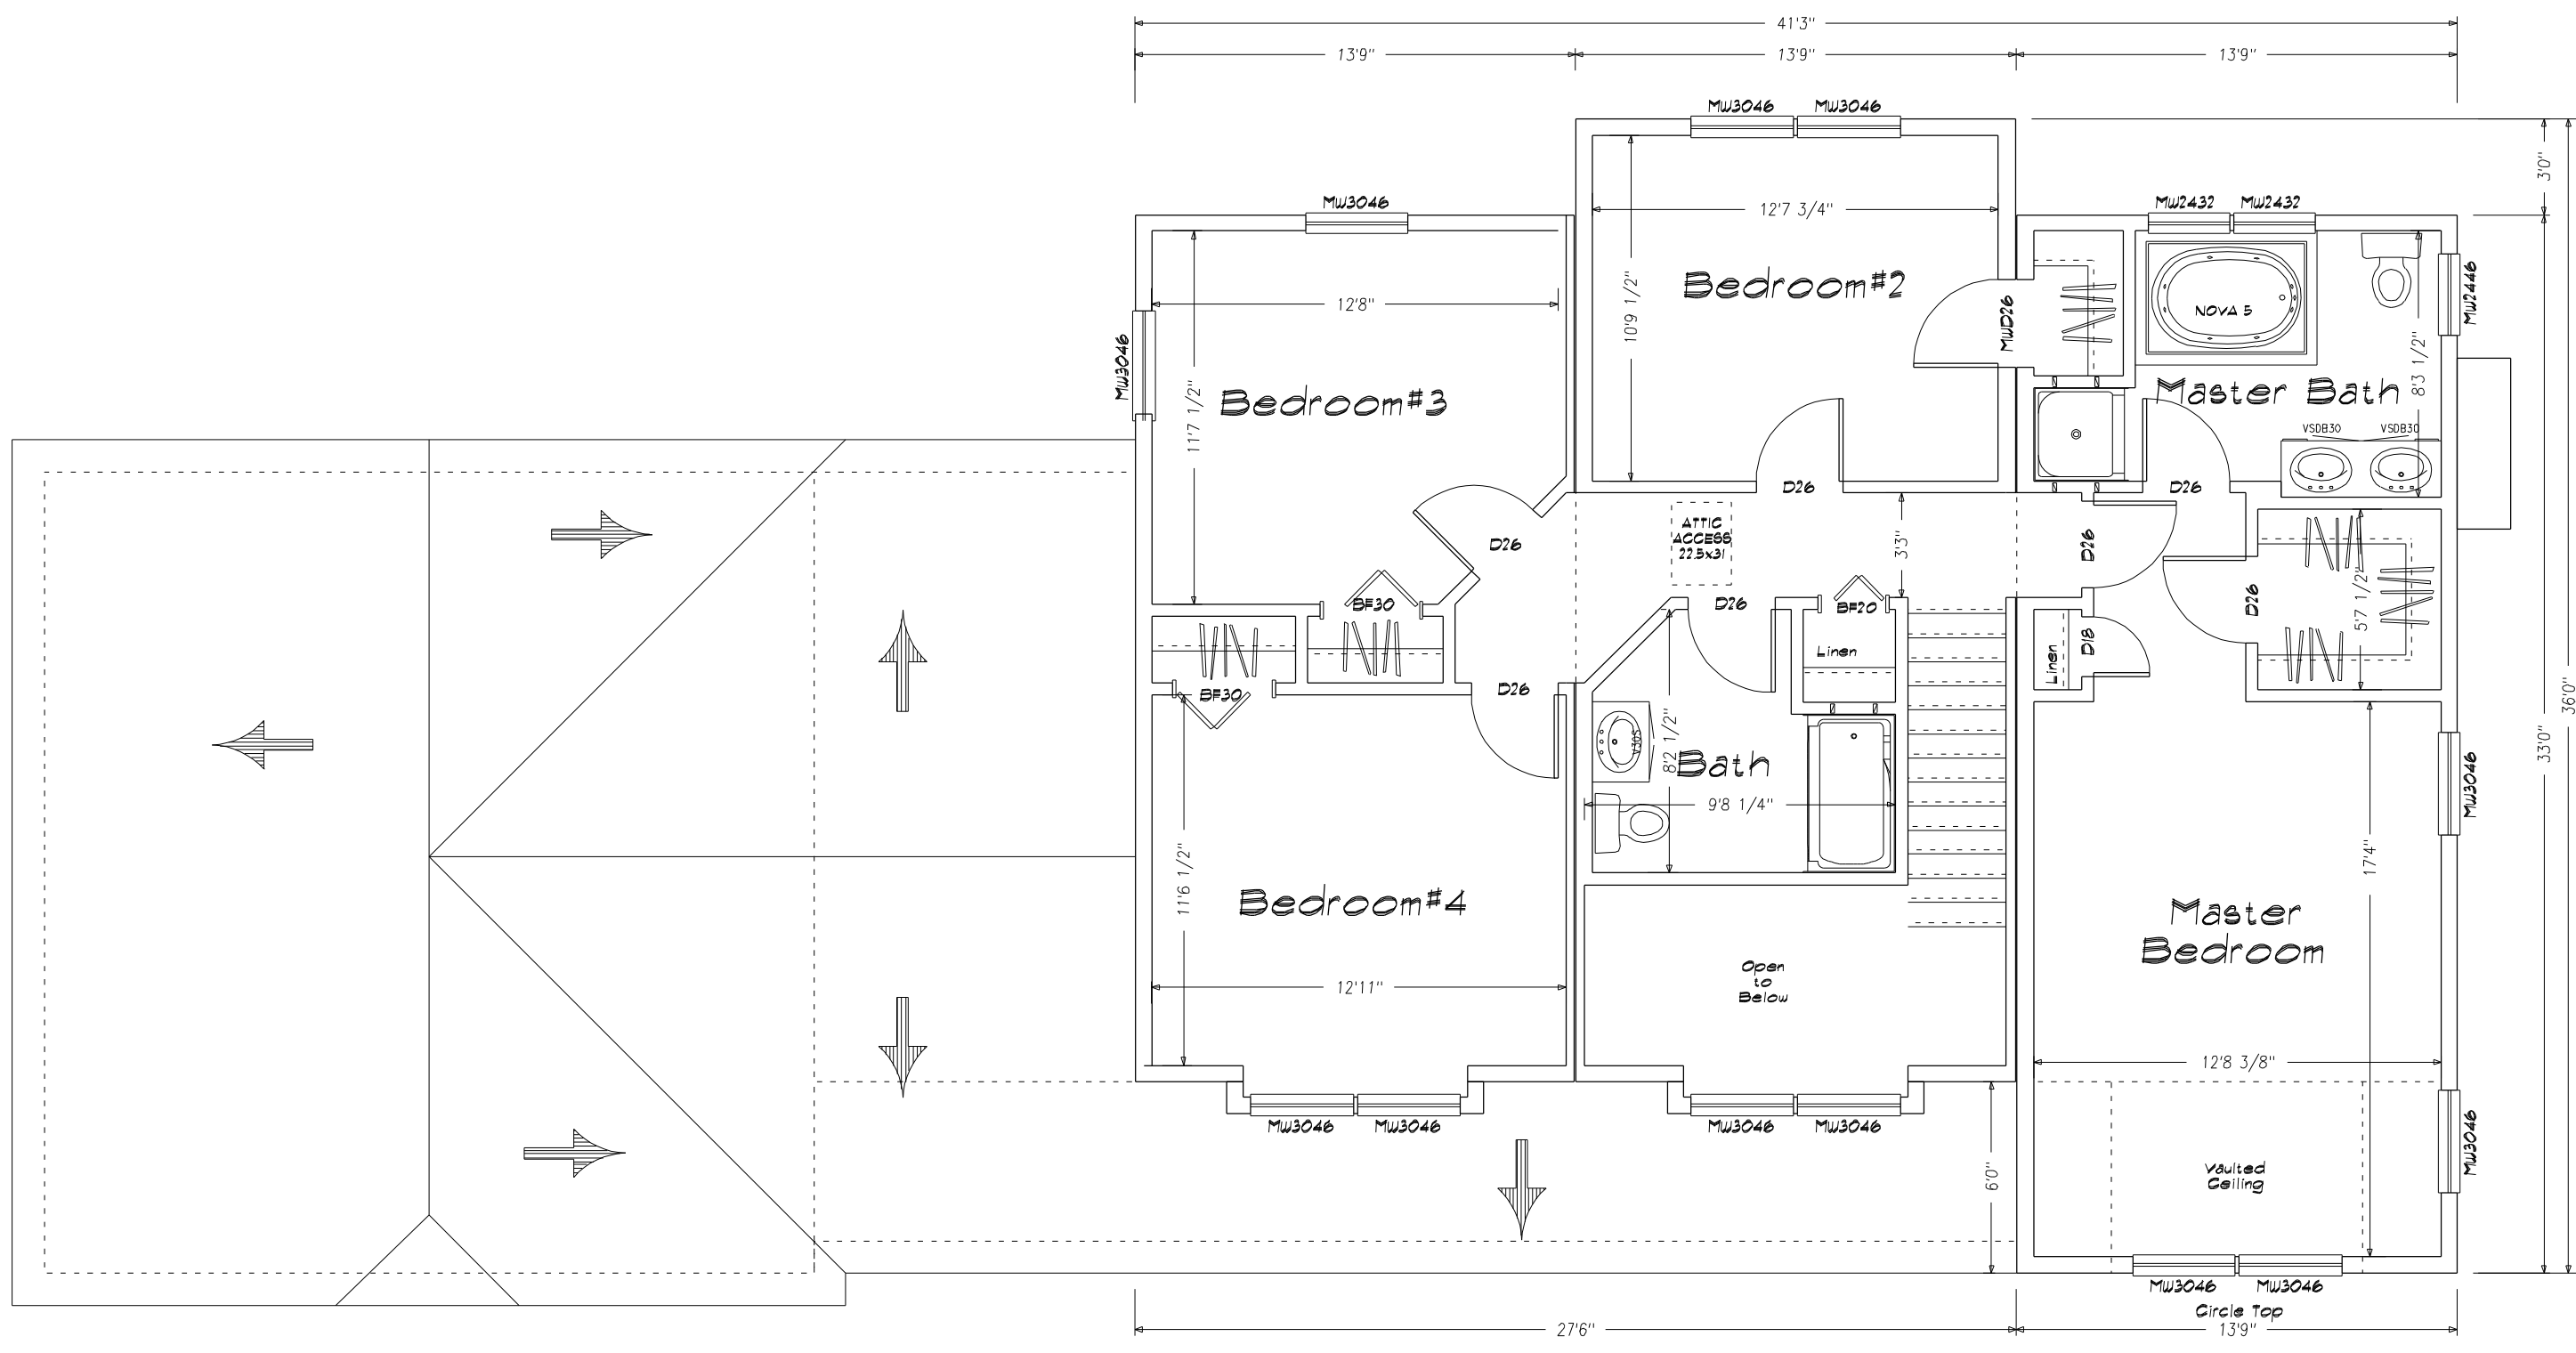 41'3"
13'9"
13'9"
13'9"
MW3046
MW3046
3'0"
MW3046
MW2432
MW2432
12'7 3/4"
Bedroom#2
10'9 1/2"
MWD26
NOVA 5
MW2446
12'8"
MW3046
Bedroom#3
11'7 1/2"
Master Bath
8'3 1/2"
VSDB30
VSDB30
D26
D26
D26
ATTIC
ACCESS
22.5x31
3'3"
D26
BF30
D26
BF20
D26
5'7 1/2"
Linen
Linen
D18
BF30
D26
36'0"
33'0"
V30S
8'2 1/2"
Bath
9'8 1/4"
MW3046
17'4"
11'6 1/2"
Bedroom#4
Master
Bedroom
Open
to
Below
12'11"
12'8 3/8"
MW3046
MW3046
MW3046
MW3046
MW3046
6'0"
Vaulted
Ceiling
MW3046
MW3046
Circle Top
27'6"
13'9"